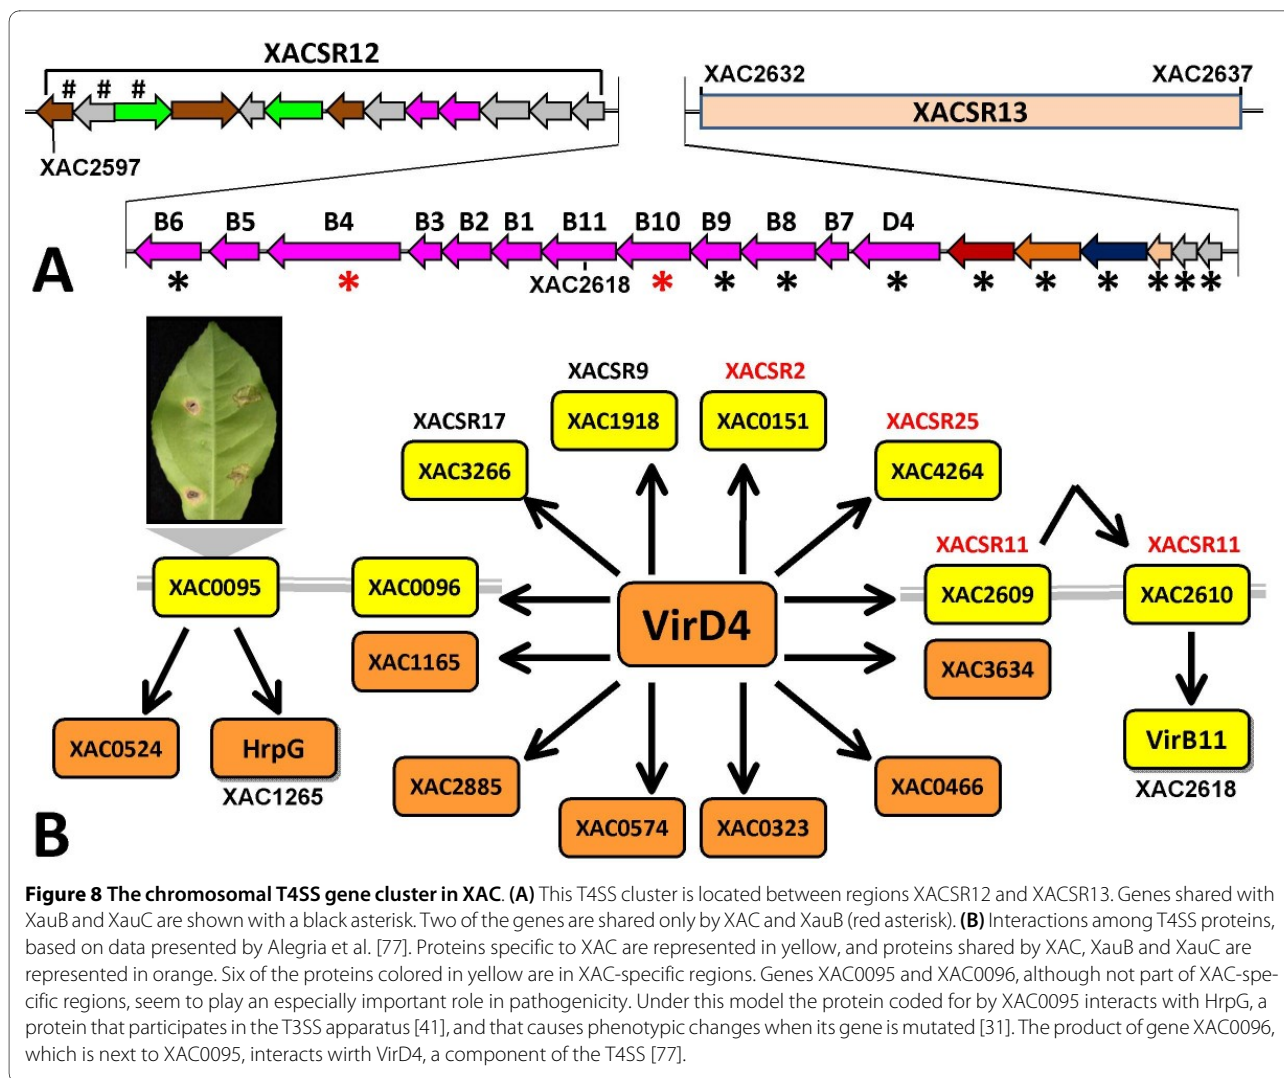 XACSR12
# # #
XAC2597
XAC2632
XAC2637
XACSR13
B6 B5 B4 B3 B2 B1 B11 B10 B9 B8 B7 D4
A
XAC2618
* * * * * * * * * * * *
XACSR9
XACSR2
XACSR17
XAC1918
XAC0151
XACSR25
XAC3266
XAC4264
XACSR11
XACSR11
XAC0095
XAC0096
VirD4
XAC2609
XAC2610
XAC1165
XAC3634
XAC0524
HrpG
XAC1265
VirB11
XAC2618
XAC2885
XAC0466
XAC0574
XAC0323
B
Figure 8 The chromosomal T4SS gene cluster in XAC. (A) This T4SS cluster is located between regions XACSR12 and XACSR13. Genes shared with
XauB and XauC are shown with a black asterisk. Two of the genes are shared only by XAC and XauB (red asterisk). (B) Interactions among T4SS proteins,
based on data presented by Alegria et al. [77]. Proteins specific to XAC are represented in yellow, and proteins shared by XAC, XauB and XauC are
represented in orange. Six of the proteins colored in yellow are in XAC-specific regions. Genes XAC0095 and XAC0096, although not part of XAC-spe-
cific regions, seem to play an especially important role in pathogenicity. Under this model the protein coded for by XAC0095 interacts with HrpG, a
protein that participates in the T3SS apparatus [41], and that causes phenotypic changes when its gene is mutated [31]. The product of gene XAC0096,
which is next to XAC0095, interacts wirth VirD4, a component of the T4SS [77].